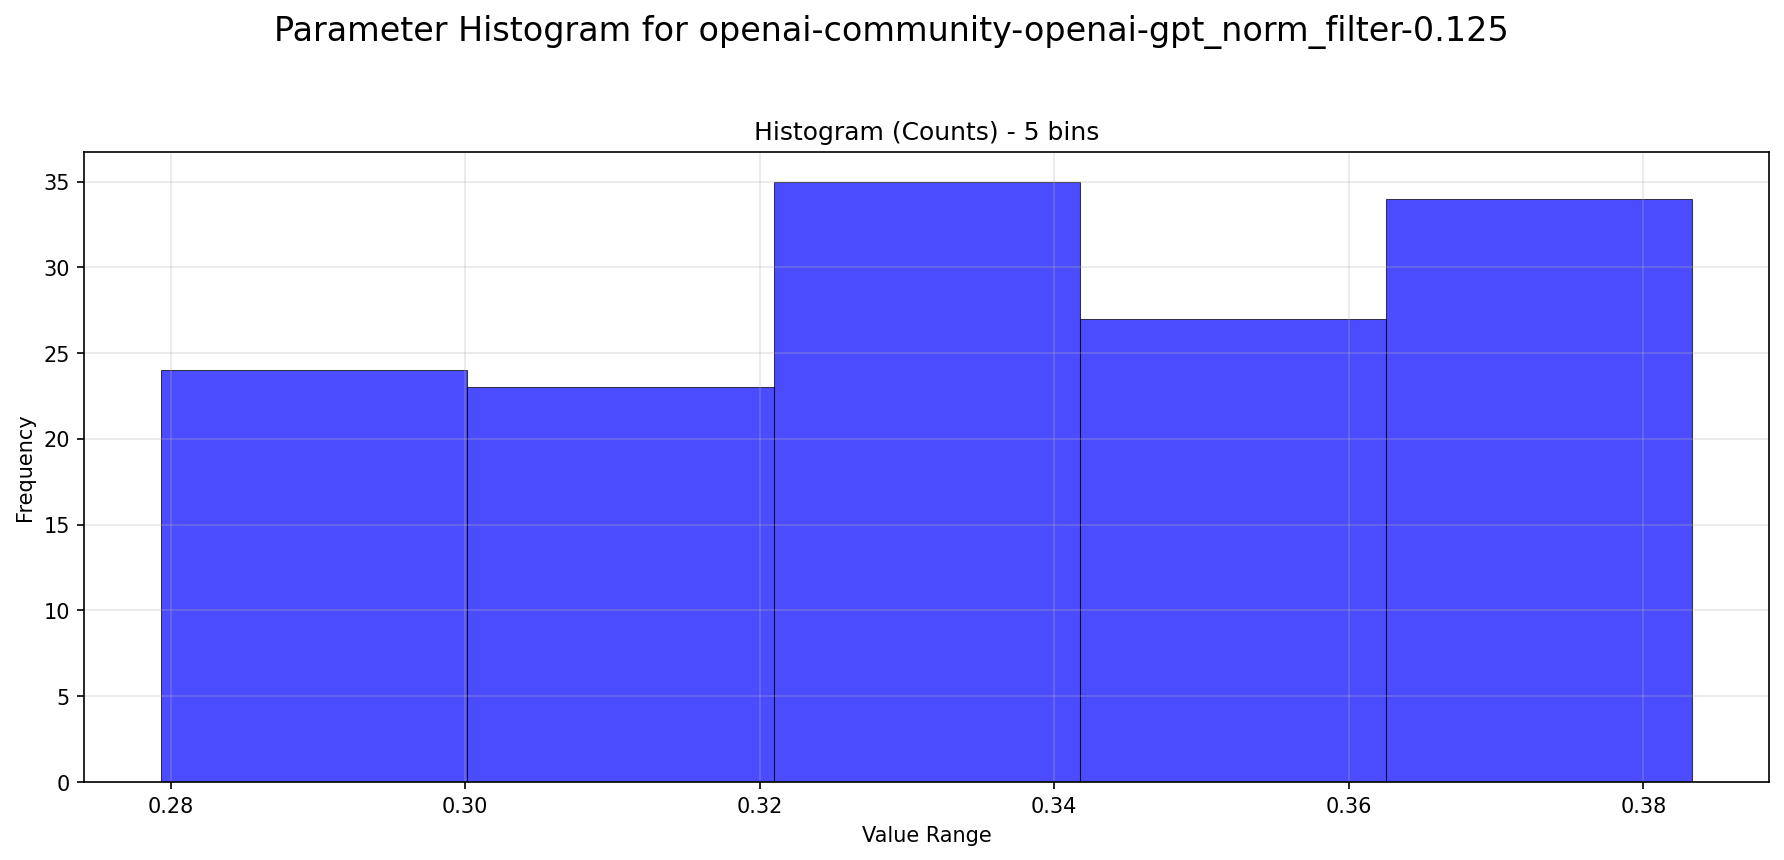 Parameter Histogram for openai-community-openai-gpt_norm_filter-0.125
Histogram (Counts) - 5 bins
35
30
25
20
15
10
5
0
Frequency
0.28 0.30 0.32 0.34 0.36 0.38
Value Range